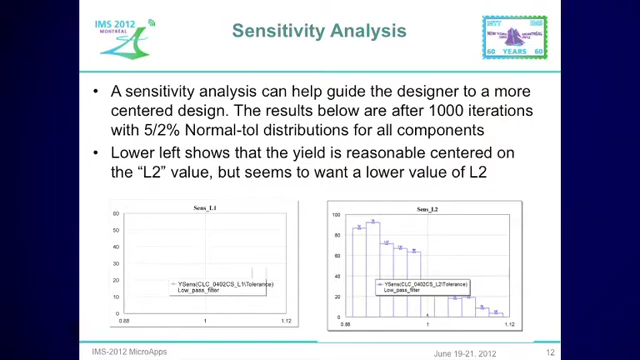 IMS 2012
MONTRÉAL
Sensitivity Analysis
MTT IMS
60 YEARS 60
• A sensitivity analysis can help guide the designer to a more
centered design. The results below are after 1000 iterations
with 5/2% Normal-tol distributions for all components
• Lower left shows that the yield is reasonable centered on
the “L2” value, but seems to want a lower value of L2
Sens_L1
60
50
40
30
20
10
0
YSens(CLC_0402CS_L1\Tolerance)
Low_pass_filter
0.88 1 1.12
Sens_L2
100
80
60
40
20
0
YSens(CLC_0402CS_L2\Tolerance)
Low_pass_filter
0.88 1 1.12
IMS-2012 MicroApps
June 19-21, 2012
12